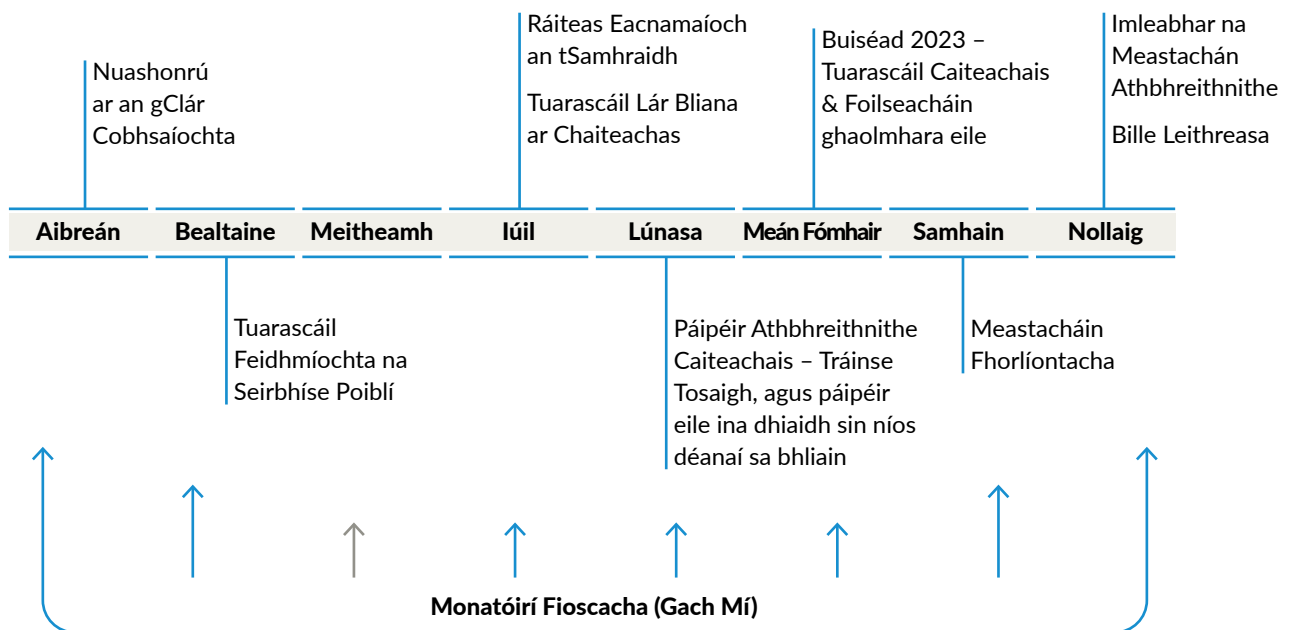 Nuashonrú
ar an gClár
Cobhsaíochta
Ráiteas Eacnamaíoch
an tSamhraidh
Tuarascáil Lár Bliana
ar Chaiteachas
Buiséad 2023 –
Tuarascáil Caiteachais
& Foilseacháin
ghaolmhara eile
Imleabhar na
Meastachán
Athbhreithnithe
Bille Leithreasa
Aibreán Bealtaine Meitheamh Iúil Lúnasa Meán Fómhair Samhain Nollaig
Tuarascáil
Feidhmíochta na
Seirbhíse Poiblí
Páipéir Athbhreithnithe
Caiteachais – Tráinse
Tosaigh, agus páipéir
eile ina dhiaidh sin níos
déanaí sa bhliain
Meastacháin
Fhorlíontacha
Monatóirí Fioscacha (Gach Mí)